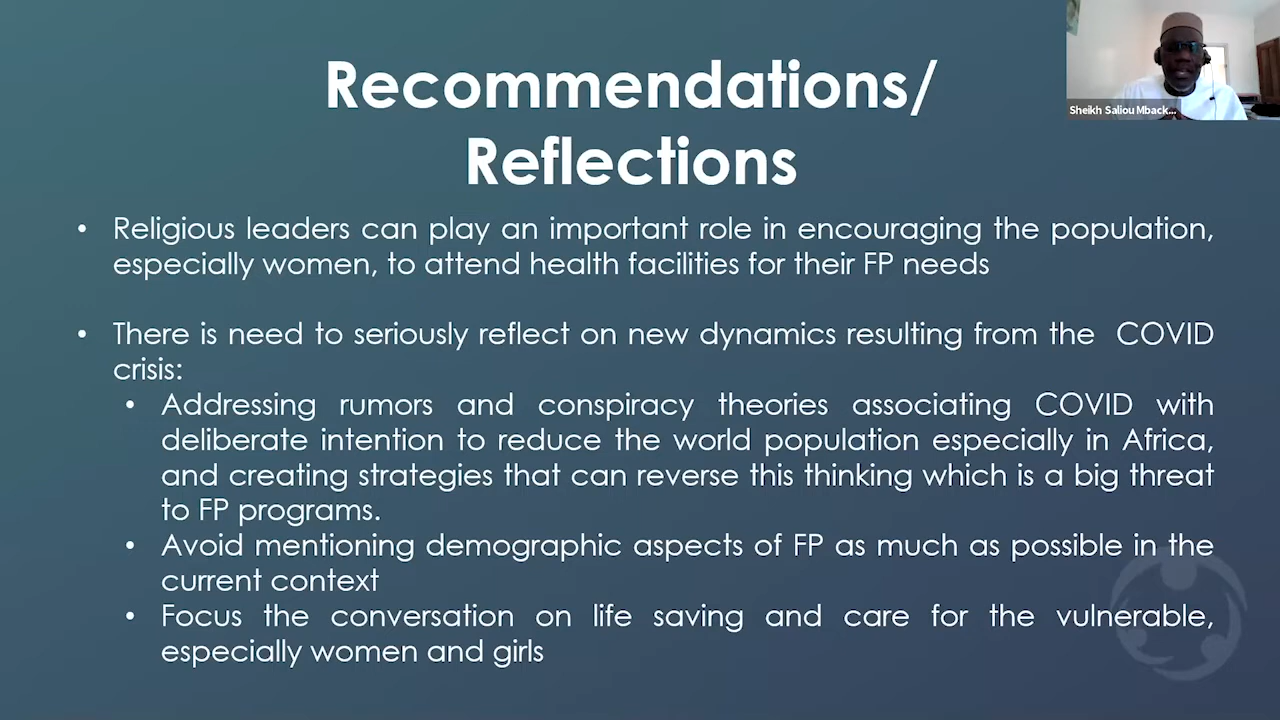 Recommendations/
Reflections
Sheikh Saliou Mback...
• Religious leaders can play an important role in encouraging the population,
especially women, to attend health facilities for their FP needs
• There is need to seriously reflect on new dynamics resulting from the COVID
crisis:
• Addressing rumors and conspiracy theories associating COVID with
deliberate intention to reduce the world population especially in Africa,
and creating strategies that can reverse this thinking which is a big threat
to FP programs.
• Avoid mentioning demographic aspects of FP as much as possible in the
current context
• Focus the conversation on life saving and care for the vulnerable,
especially women and girls